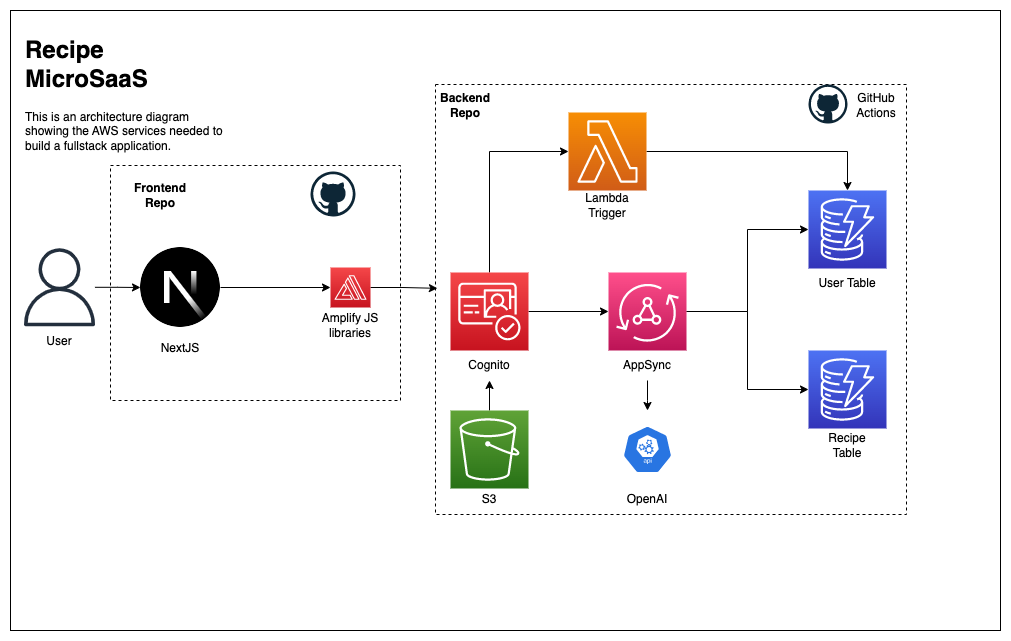 Recipe
MicroSaaS
This is an architecture diagram
showing the AWS services needed to
build a fullstack application.
Frontend
Repo
User
N
NextJS
Amplify JS
libraries
Backend
Repo
GitHub
Actions
Lambda
Trigger
User Table
Cognito
AppSync
Recipe
Table
S3
api
OpenAI